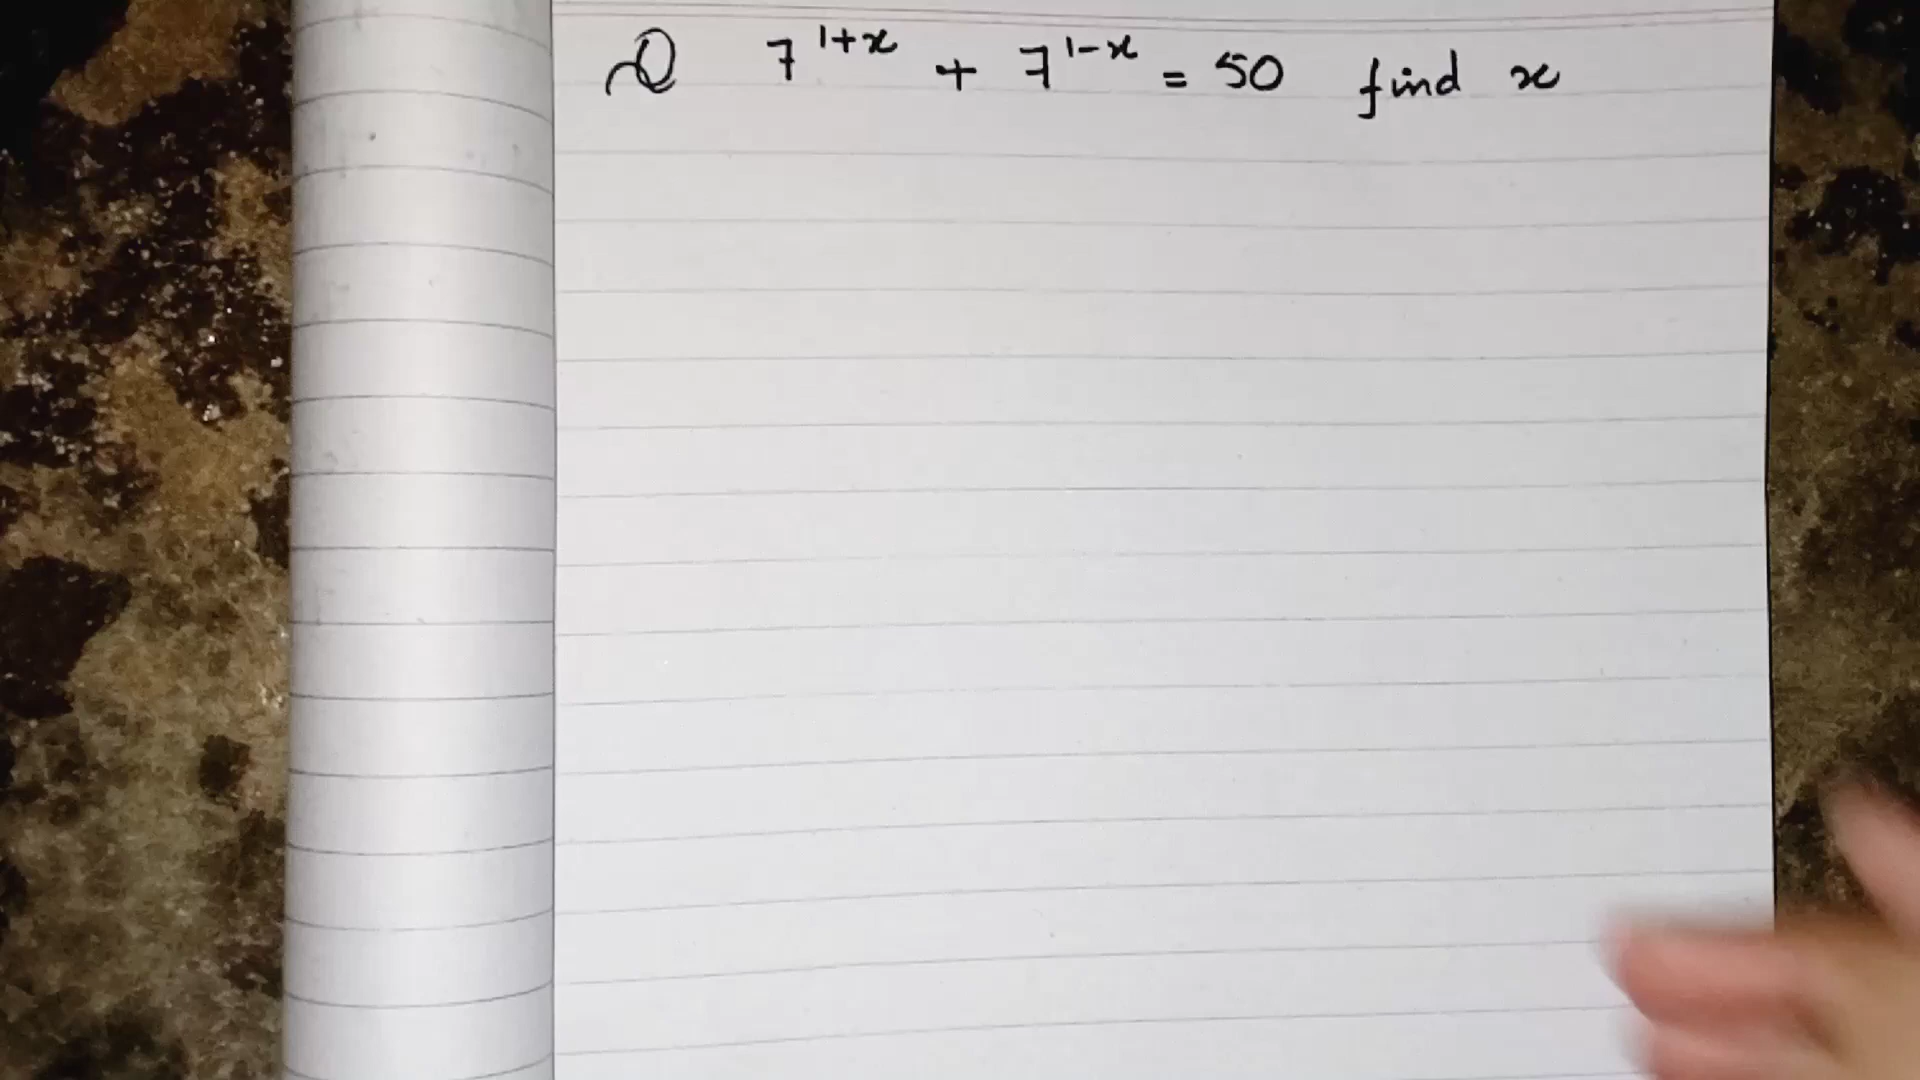 Q 7^{1+x} + 7^{1-x} = 50 find x